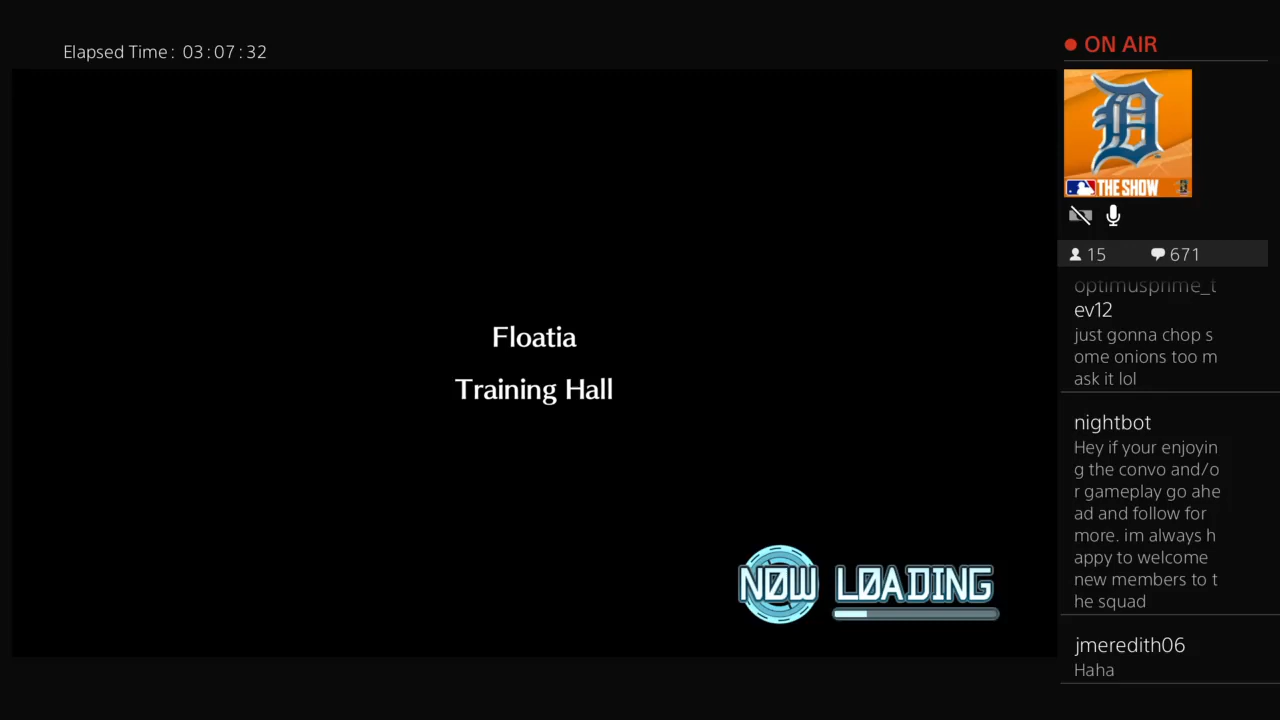 Elapsed Time: 03:07:32
ON AIR
D
THE SHOW
15 671
optimusprime_t
ev12
just gonna chop s
ome onions too m
ask it lol
Floatia
Training Hall
nightbot
Hey if your enjoyin
g the convo and/o
r gameplay go ahe
ad and follow for
more. im always h
appy to welcome
new members to t
he squad
NOW LOADING
jmeredith06
Haha